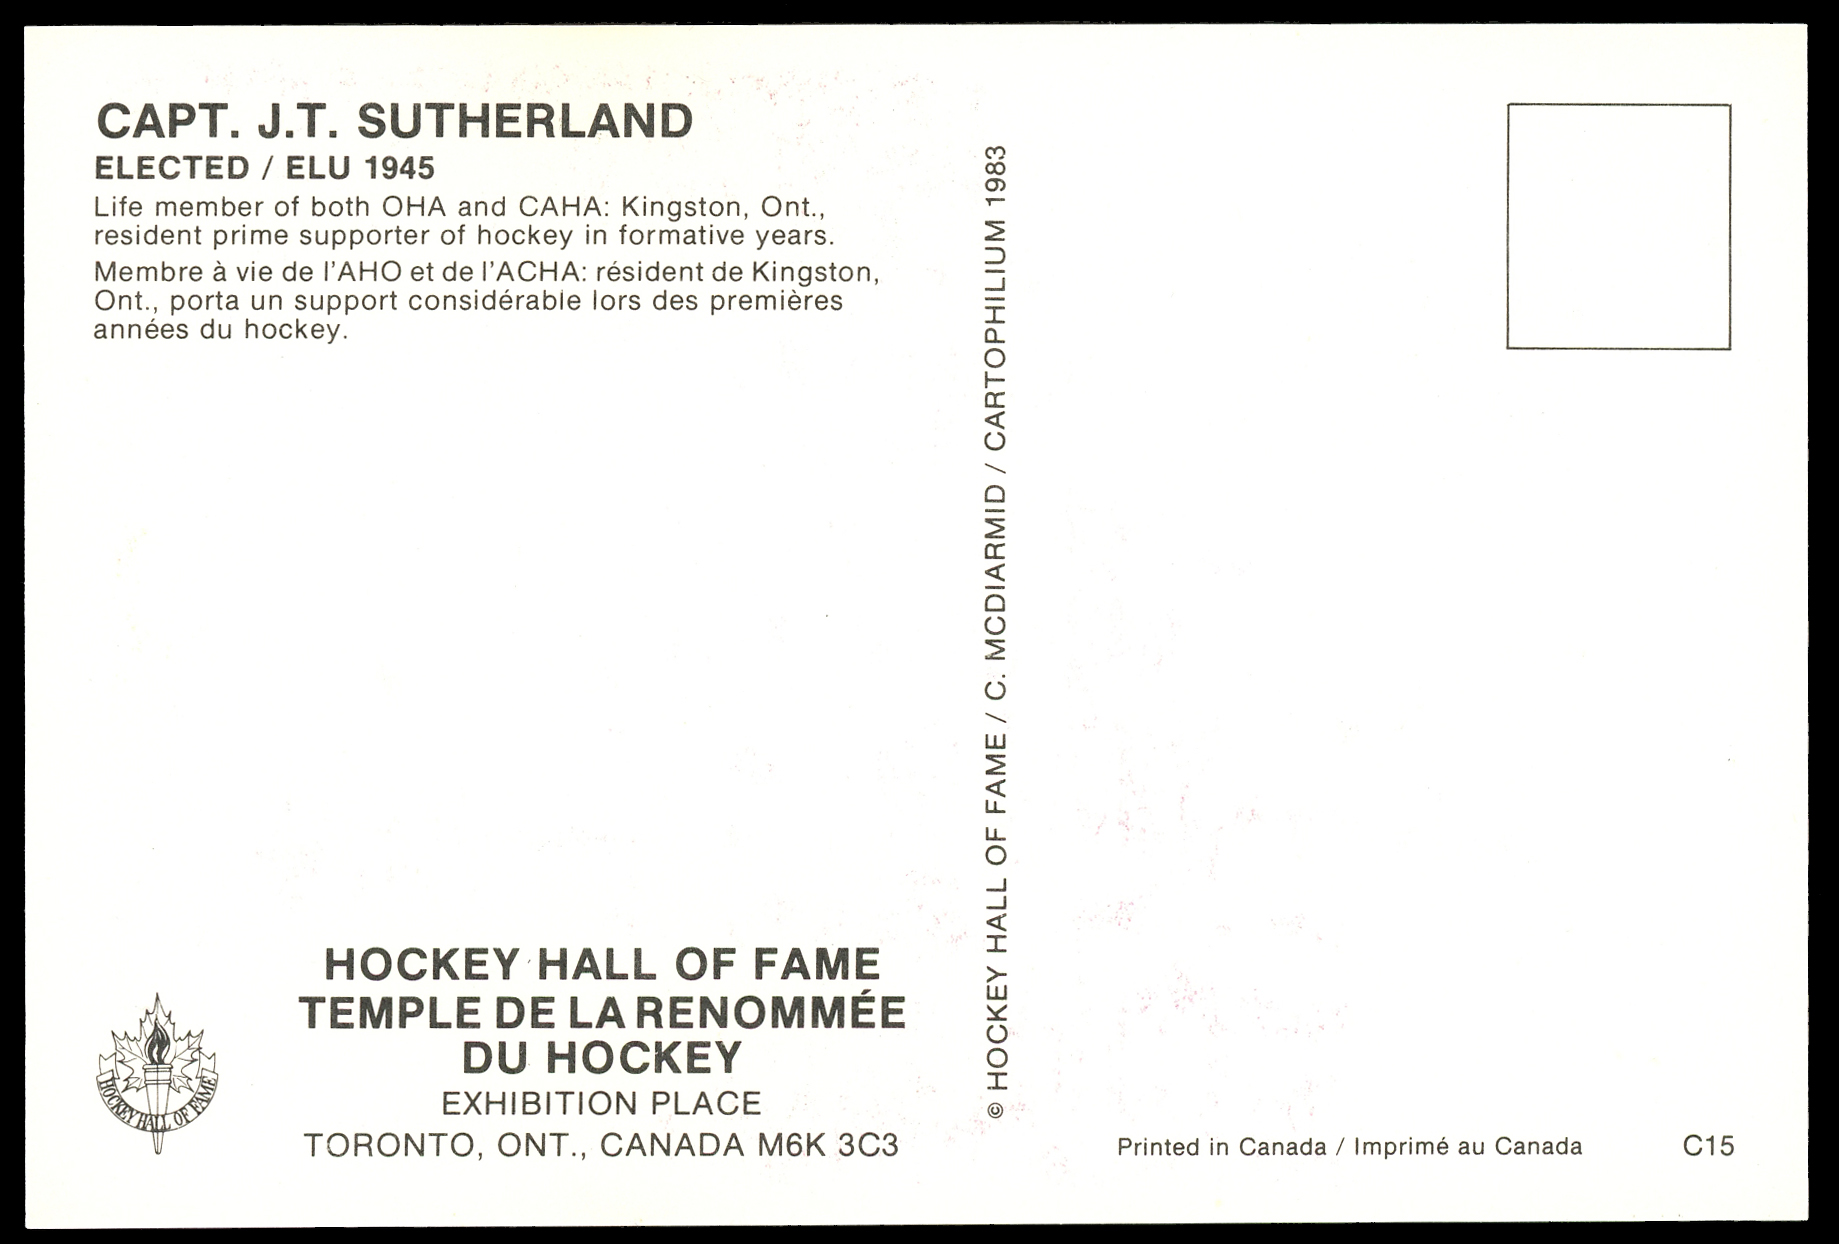 CAPT. J.T. SUTHERLAND
ELECTED / ELU 1945
Life member of both OHA and CAHA: Kingston, Ont.,
resident prime supporter of hockey in formative years.
Membre à vie de l'AHO et de l'ACHA: résident de Kingston,
Ont., porta un support considérable lors des premières
années du hockey.
HOCKEY HALL OF FAME
TEMPLE DE LA RENOMMÉE
DU HOCKEY
EXHIBITION PLACE
TORONTO, ONT., CANADA M6K 3C3
HOCKEY HALL OF FAME
© HOCKEY HALL OF FAME / C. MCDIARMID / CARTOPHILIUM 1983
Printed in Canada / Imprimé au Canada
C15